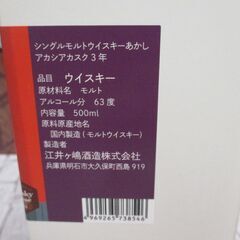 シングルモルトウイスキーあかし
アカシアカスク3年
品目 ウイスキー
原材料名 モルト
アルコール分 63度
内容量 500ml
原料原産地名
国内製造(モルトウイスキー)
製造者
江井ヶ嶋酒造株式会社
兵庫県明石市大久保町西島919
4969265738546